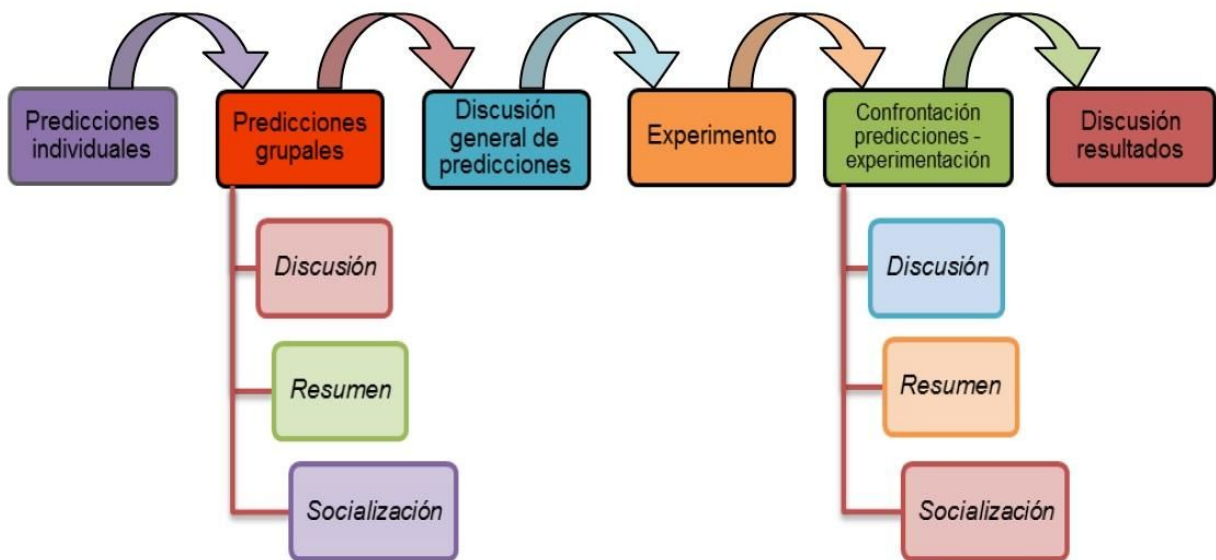 Predicciones
individuales
Predicciones
grupales
Discusión
general de
predicciones
Experimento
Confrontación
predicciones -
experimentación
Discusión
resultados
Discusión
Resumen
Socialización
Discusión
Resumen
Socialización